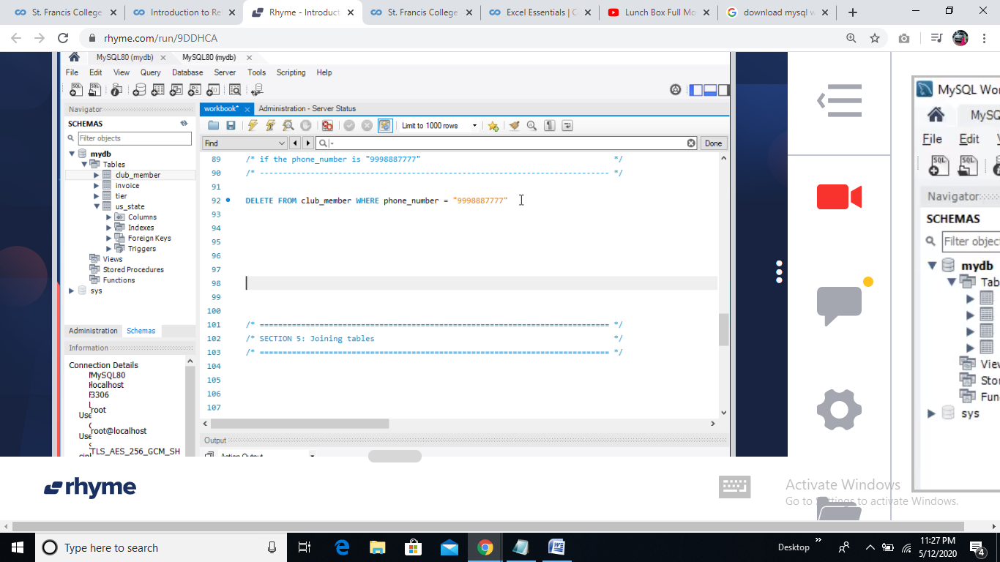 St. Francis College
Introduction to Re
Rhyme - Introduct
St. Francis College
Excel Essentials | C
Lunch Box Full Mo
download mysql w
rhyme.com/run/9DDHCA
MySQL80 (mydb)
MySQL80 (mydb)
File Edit View Query Database Server Tools Scripting Help
Navigator
SCHEMAS
Filter objects
mydb
Tables
club_member
invoice
tier
us_state
Columns
Indexes
Foreign Keys
Triggers
Views
Stored Procedures
Functions
sys
Administration Schemas
Information
Connection Details
MySQL80
localhost
3306
root
Use
root@localhost
Use
TLS_AES_256_GCM_SH
workbook*
Administration - Server Status
Limit to 1000 rows
Find
Done
89 /* if the phone_number is "9998887777" */
90 /* ---------------------------------------------------------------------------- */
91
92 DELETE FROM club_member WHERE phone_number = "9998887777"
93
94
95
96
97
98
99
100
101 /* ============================================================================ */
102 /* SECTION 5: Joining tables */
103 /* ============================================================================ */
104
105
106
107
Output
Action Output
rhyme
MySQL Wor
MySQ
File Edit
Navigator
SCHEMAS
Filter objec
mydb
Tab
View
Stor
Fun
sys
Activate Windows
Go to Settings to activate Windows.
Type here to search
Desktop
11:27 PM
5/12/2020
4